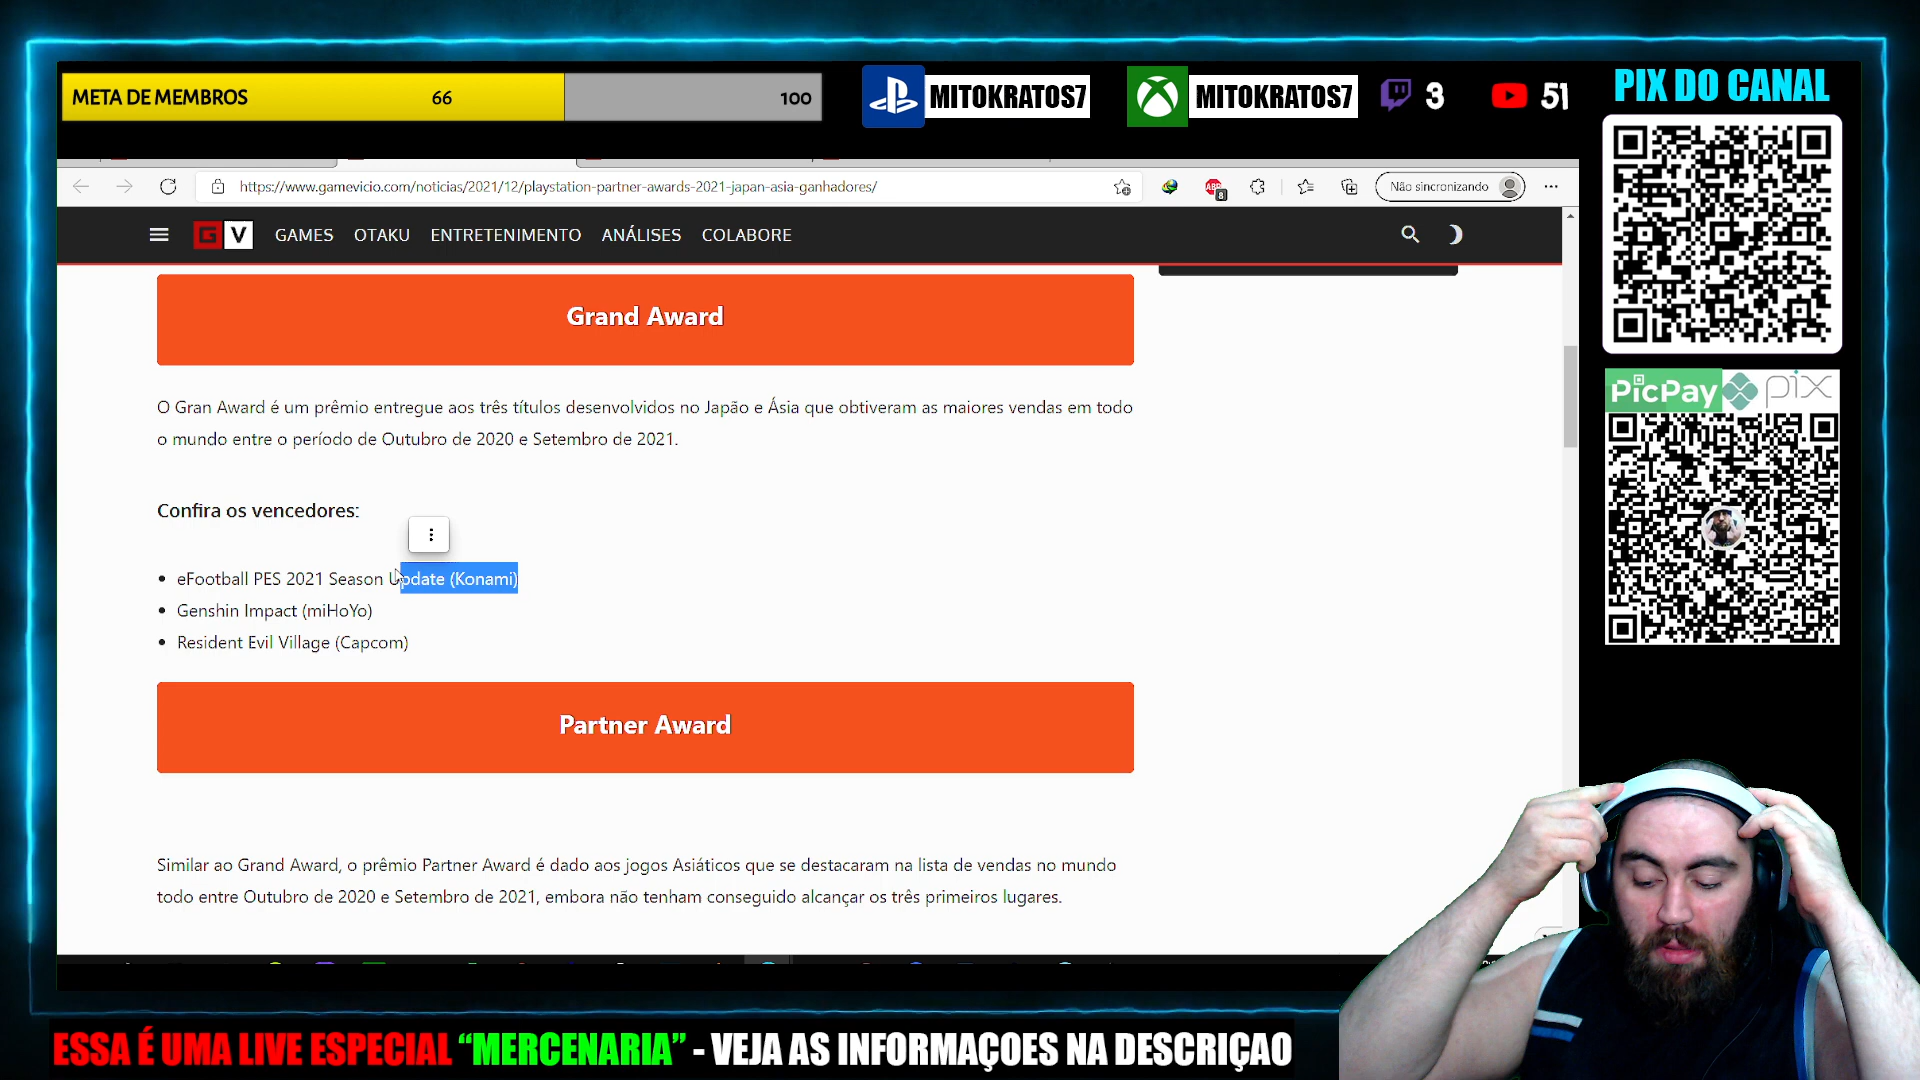 META DE MEMBROS 66 100
MITOKRATOS7
MITOKRATOS7
3
51
PIX DO CANAL
https://www.gamevicio.com/noticias/2021/12/playstation-partner-awards-2021-japan-asia-ganhadores/
ABP
8
Não sincronizando
G V
GAMES OTAKU ENTRETENIMENTO ANÁLISES COLABORE
Grand Award
O Gran Award é um prêmio entregue aos três títulos desenvolvidos no Japão e Ásia que obtiveram as maiores vendas em todo
o mundo entre o período de Outubro de 2020 e Setembro de 2021.
Confira os vencedores:
• eFootball PES 2021 Season Update (Konami)
• Genshin Impact (miHoYo)
• Resident Evil Village (Capcom)
Partner Award
Similar ao Grand Award, o prêmio Partner Award é dado aos jogos Asiáticos que se destacaram na lista de vendas no mundo
todo entre Outubro de 2020 e Setembro de 2021, embora não tenham conseguido alcançar os três primeiros lugares.
PicPay pix
ESSA É UMA LIVE ESPECIAL “MERCENARIA” - VEJA AS INFORMAÇOES NA DESCRIÇAO